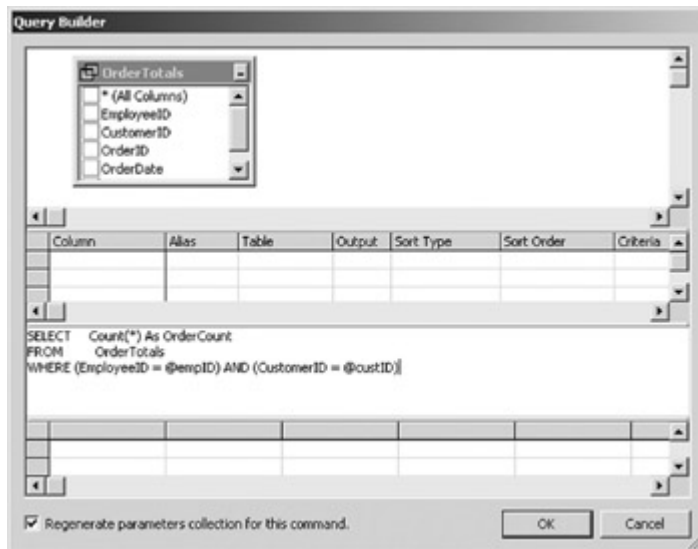 Query Builder
OrderTotals
* (All Columns)
EmployeeID
CustomerID
OrderID
OrderDate
Column Alias Table Output Sort Type Sort Order Criteria
SELECT Count(*) As OrderCount
FROM OrderTotals
WHERE (EmployeeID = @empID) AND (CustomerID = @custID)
Regenerate parameters collection for this command.
OK Cancel